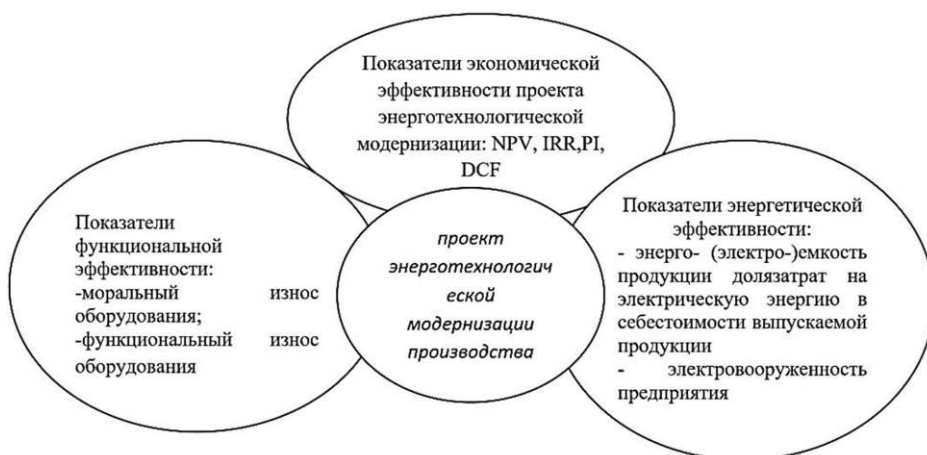 Показатели экономической
эффективности проекта
энерготехнологической
модернизации: NPV, IRR,PI,
DCF
Показатели
функциональной
эффективности:
-моральный износ
оборудования;
-функциональный износ
оборудования
проект
энерготехнологич
еской
модернизации
производства
Показатели энергетической
эффективности:
- энерго- (электро-)емкость
продукции долязатрат на
электрическую энергию в
себестоимости выпускаемой
продукции
- электровооруженность
предприятия